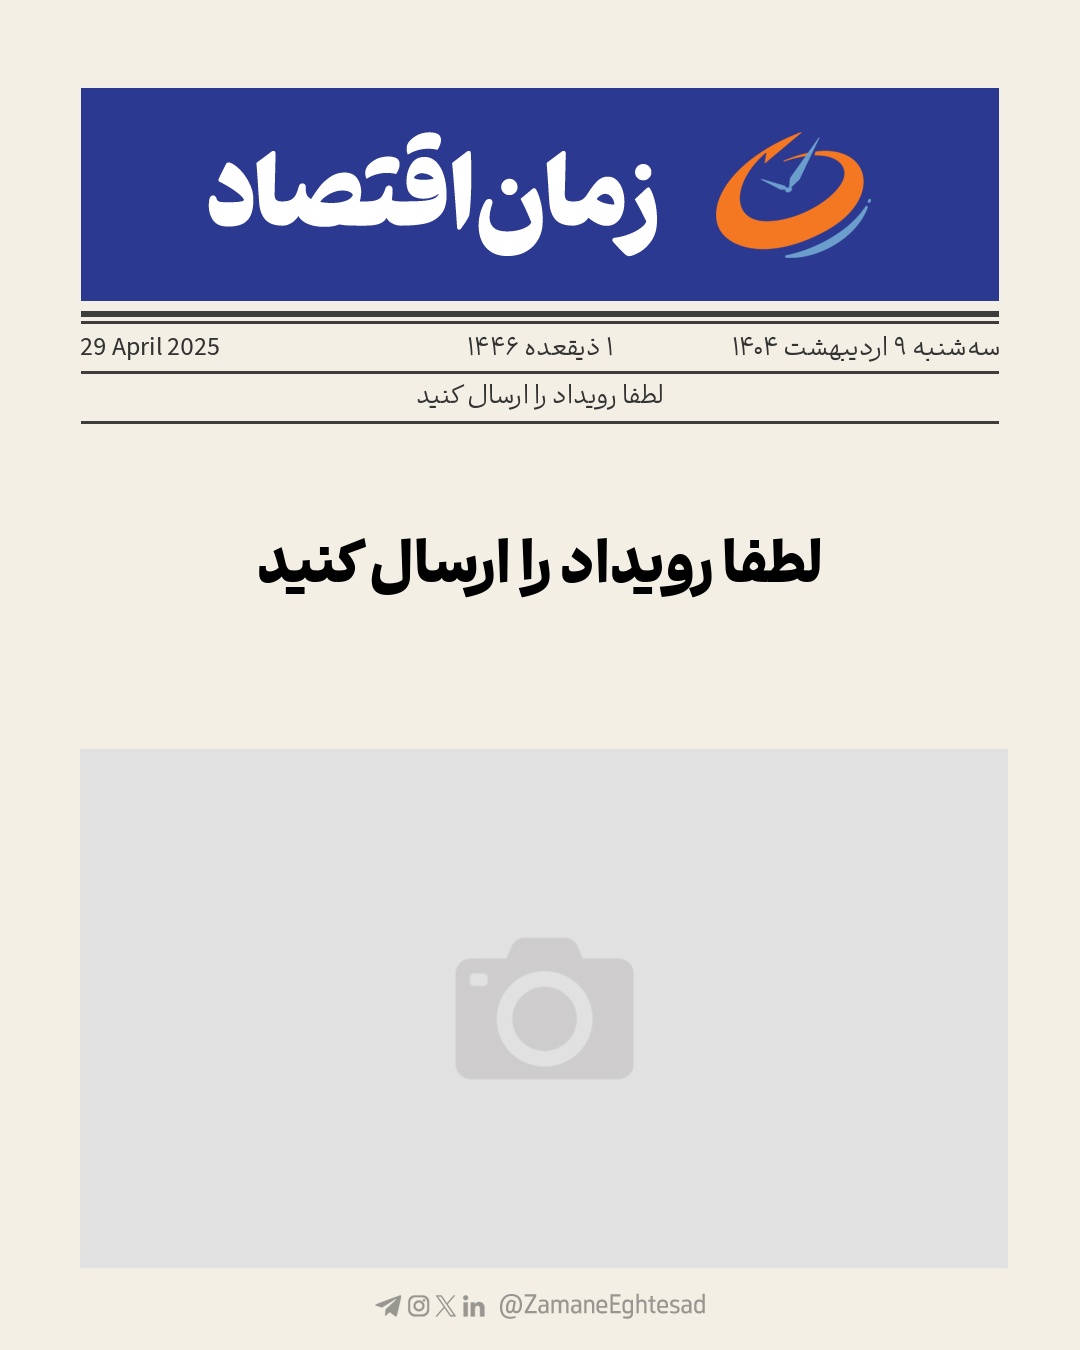 زمان اقتصاد
سه‌شنبه ۹ اردیبهشت ۱۴۰۴
۱ ذیقعده ۱۴۴۶
29 April 2025
لطفا رویداد را ارسال کنید
لطفا رویداد را ارسال کنید
@ZamaneEghtesad